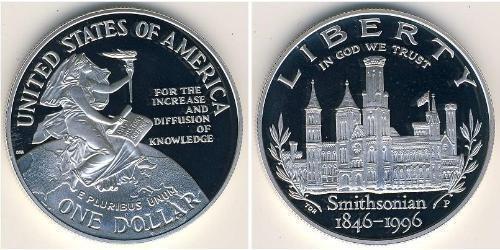 UNITED STATES OF AMERICA
FOR THE
INCREASE
AND
DIFFUSION
OF
KNOWLEDGE
E PLURIBUS UNUM
ONE DOLLAR
LIBERTY
IN GOD WE TRUST
Smithsonian
P
1846-1996